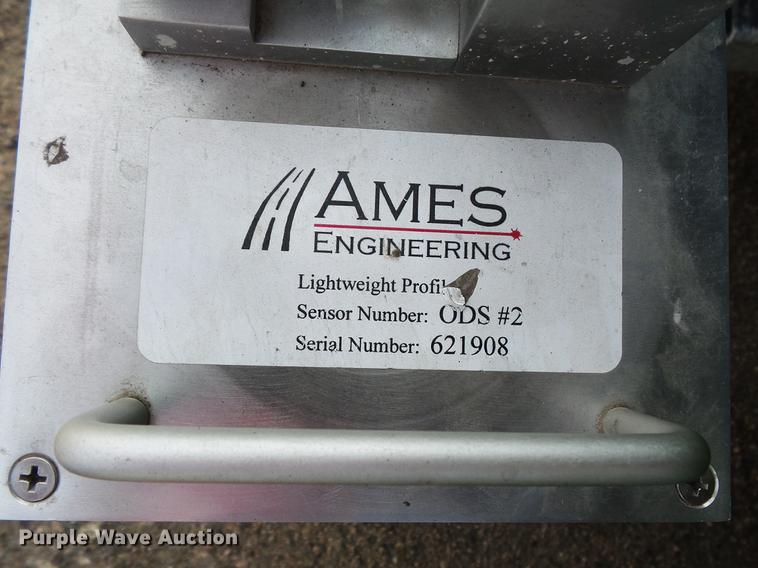 AMES
ENGINEERING
Lightweight Profil
Sensor Number: ODS #2
Serial Number: 621908
Purple Wave Auction